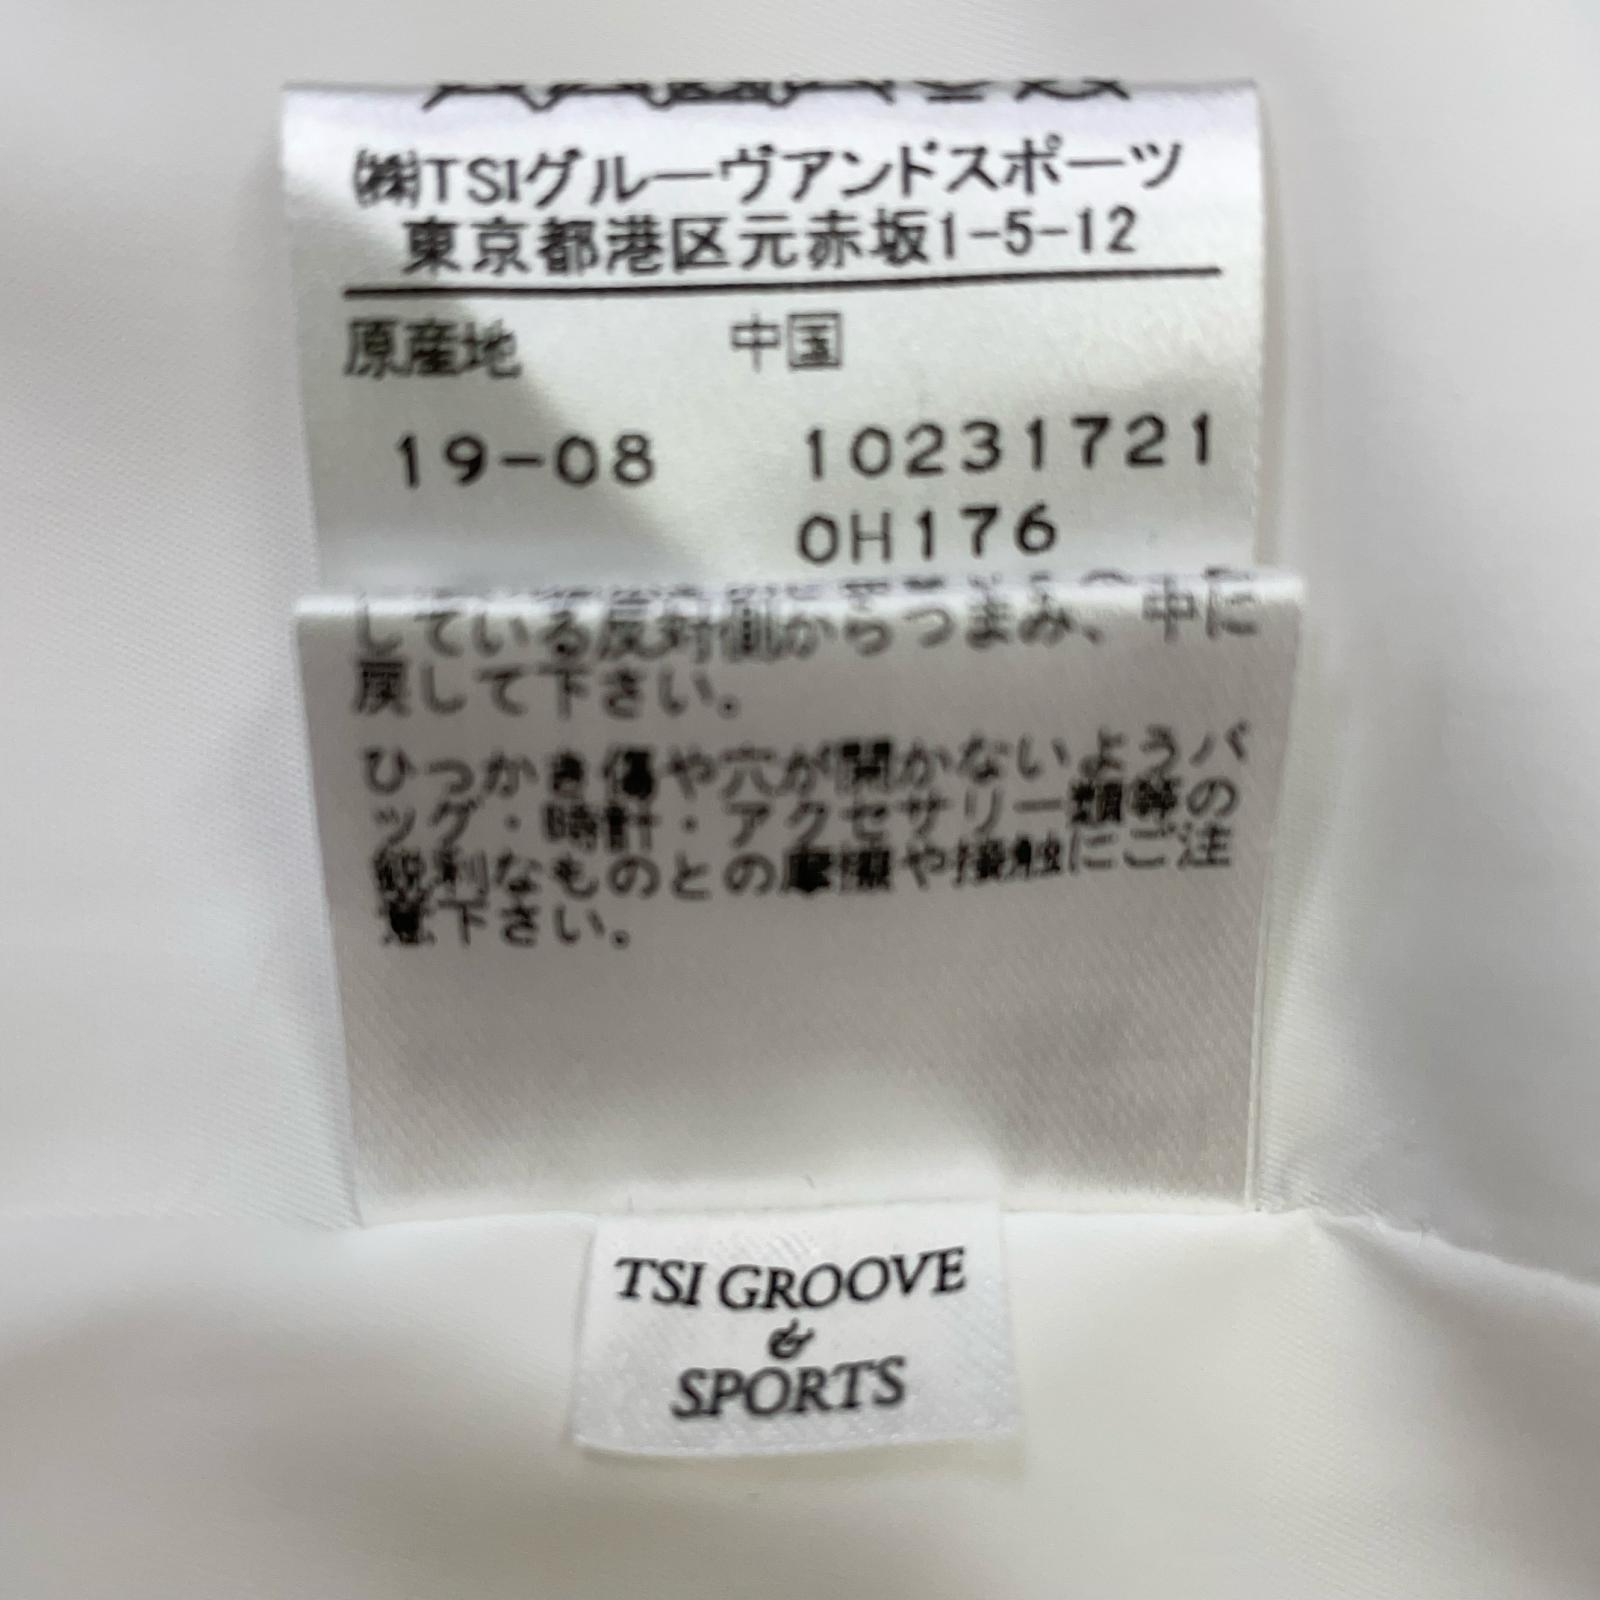 ㈱TSIグルーヴアンドスポーツ
東京都港区元赤坂1-5-12
原産地 中国
19-08 10231721
0H176
している反対側からつまみ、中に
戻して下さい。
ひっかき傷や穴が開かないようバ
ッグ・時計・アクセサリー類等の
鋭利なものとの摩擦や接触にご注
意下さい。
TSI GROOVE
&
SPORTS